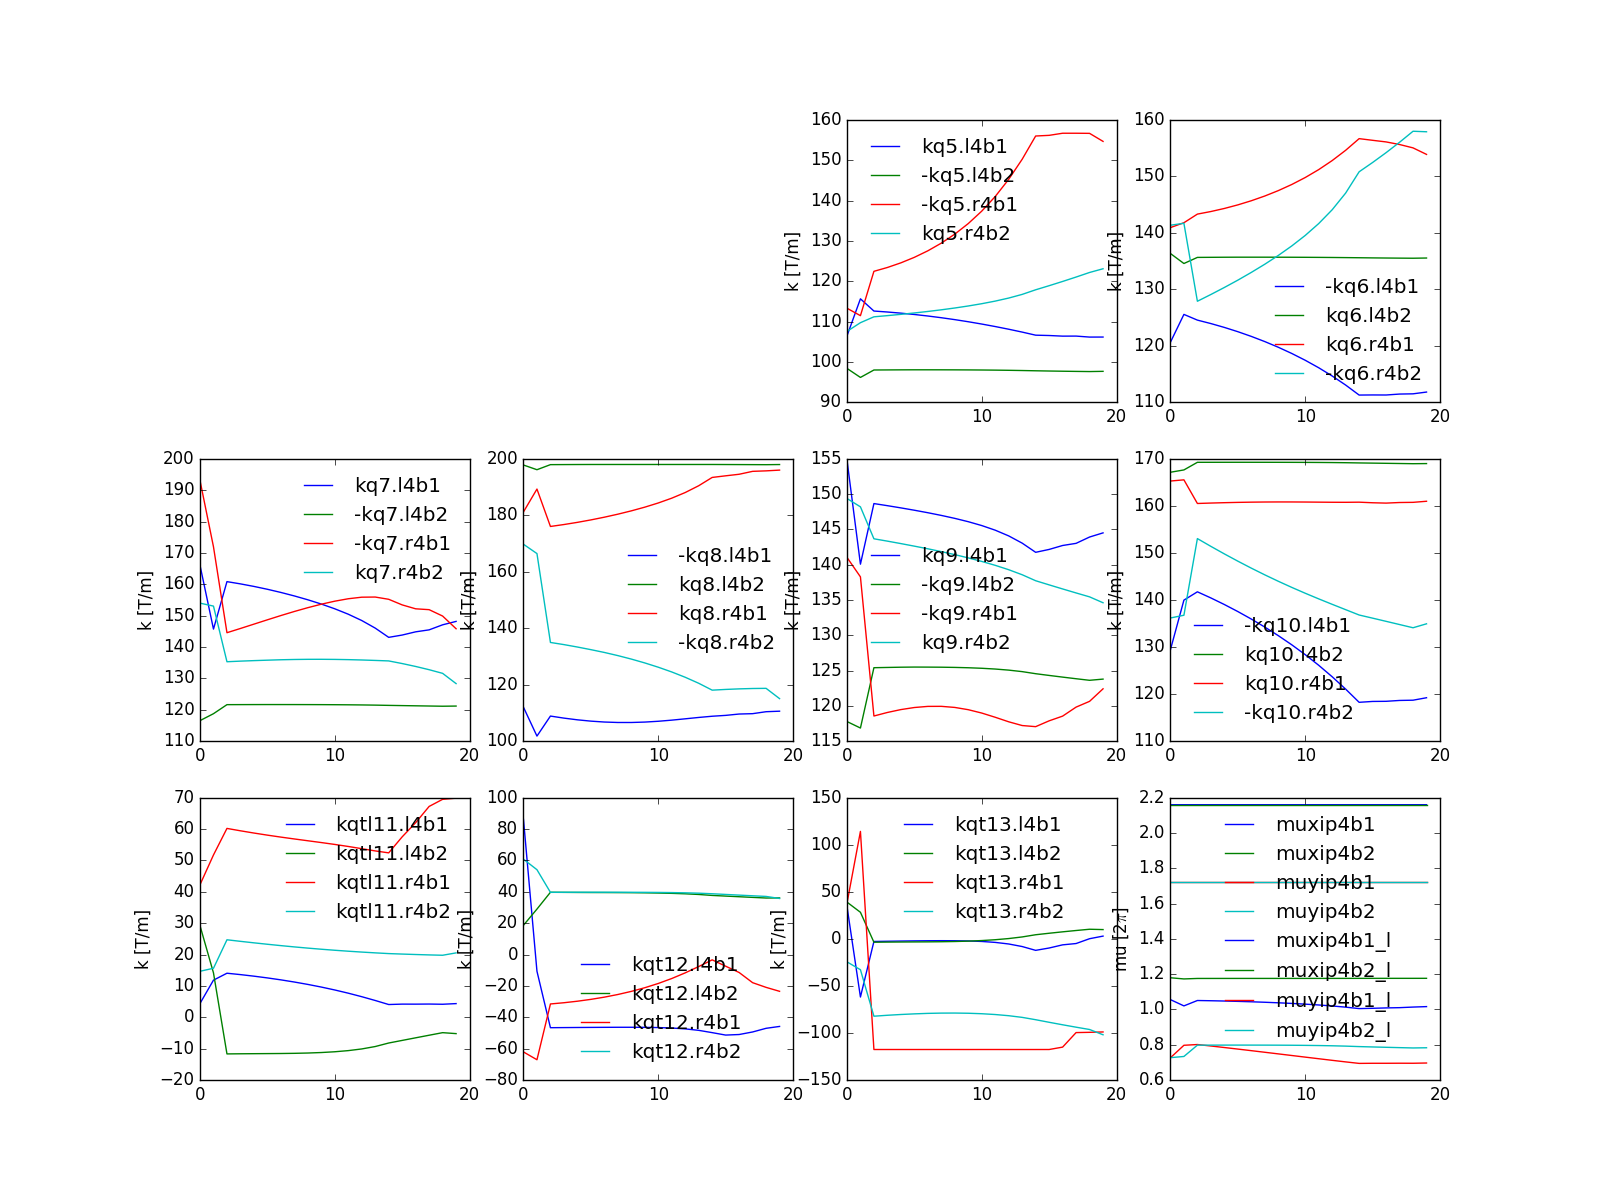 160
150
140
130
120
110
100
90
k [T/m]
kq5.l4b1
-kq5.l4b2
-kq5.r4b1
kq5.r4b2
0
10
20
160
150
140
130
120
110
k [T/m]
-kq6.l4b1
kq6.l4b2
kq6.r4b1
-kq6.r4b2
0
10
20
200
190
180
170
160
150
140
130
120
110
k [T/m]
kq7.l4b1
-kq7.l4b2
-kq7.r4b1
kq7.r4b2
0
10
20
200
180
160
140
120
100
k [T/m]
-kq8.l4b1
kq8.l4b2
kq8.r4b1
-kq8.r4b2
0
10
20
155
150
145
140
135
130
125
120
115
k [T/m]
kq9.l4b1
-kq9.l4b2
-kq9.r4b1
kq9.r4b2
0
10
20
170
160
150
140
130
120
110
k [T/m]
-kq10.l4b1
kq10.l4b2
kq10.r4b1
-kq10.r4b2
0
10
20
70
60
50
40
30
20
10
0
−10
−20
k [T/m]
kqtl11.l4b1
kqtl11.l4b2
kqtl11.r4b1
kqtl11.r4b2
0
10
20
100
80
60
40
20
0
−20
−40
−60
−80
k [T/m]
kqt12.l4b1
kqt12.l4b2
kqt12.r4b1
kqt12.r4b2
0
10
20
150
100
50
0
−50
−100
−150
k [T/m]
kqt13.l4b1
kqt13.l4b2
kqt13.r4b1
kqt13.r4b2
0
10
20
2.2
2.0
1.8
1.6
1.4
1.2
1.0
0.8
0.6
mu [2π]
muxip4b1
muxip4b2
muyip4b1
muyip4b2
muxip4b1_l
muxip4b2_l
muyip4b1_l
muyip4b2_l
0
10
20